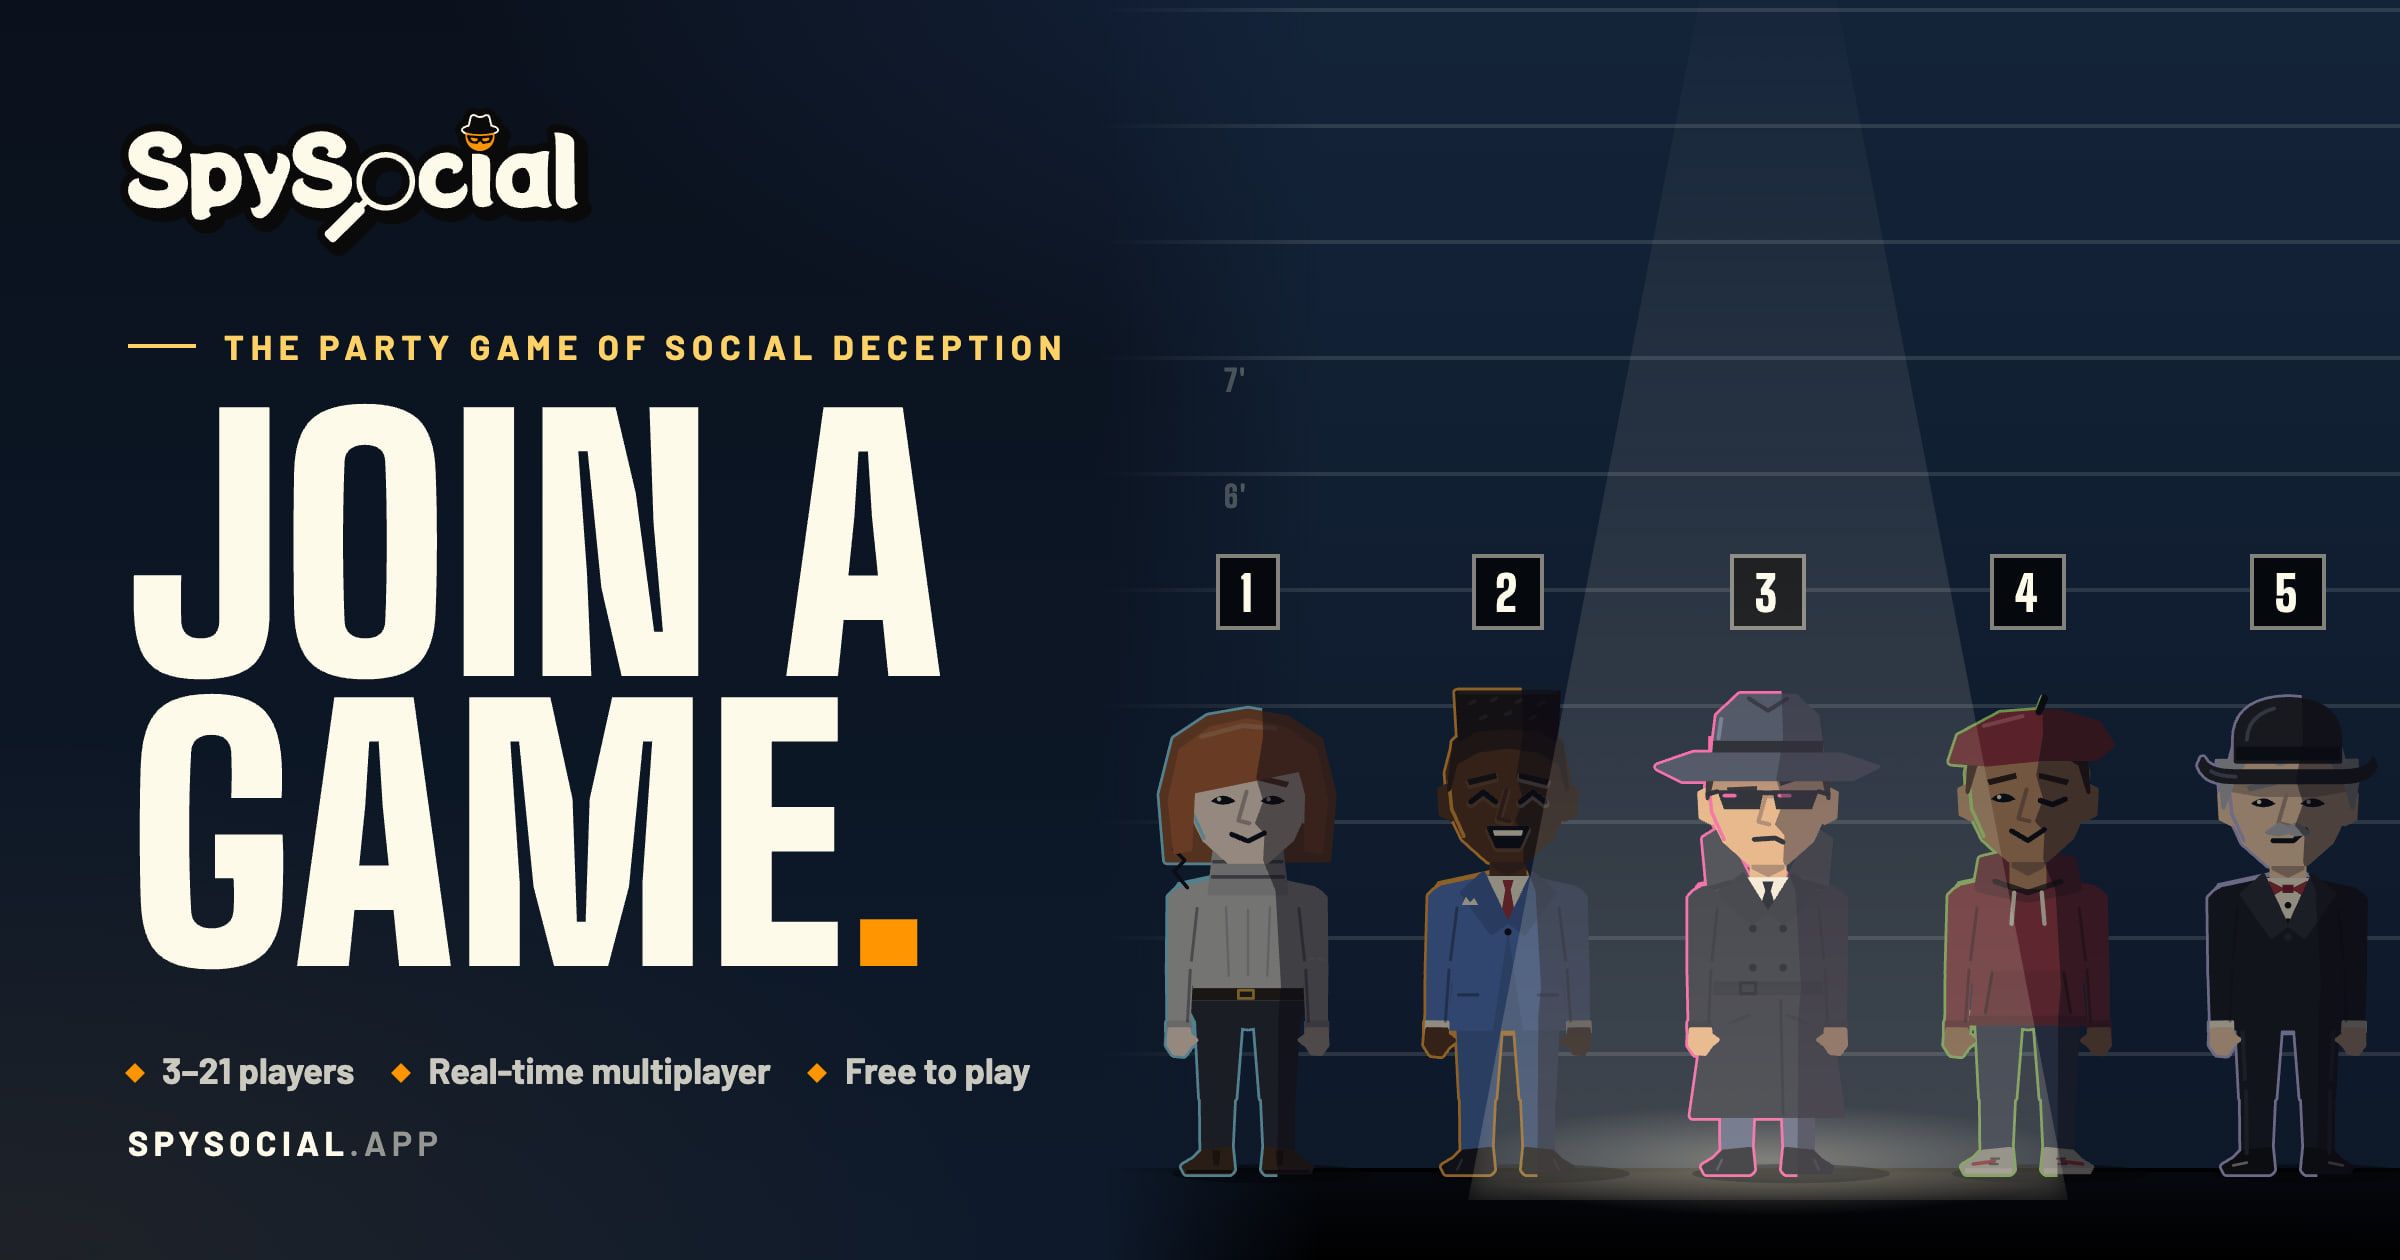 SpySocial
THE PARTY GAME OF SOCIAL DECEPTION
JOIN A
GAME.
3–21 players Real-time multiplayer Free to play
SPYSOCIAL.APP
7'
6'
1 2 3 4 5